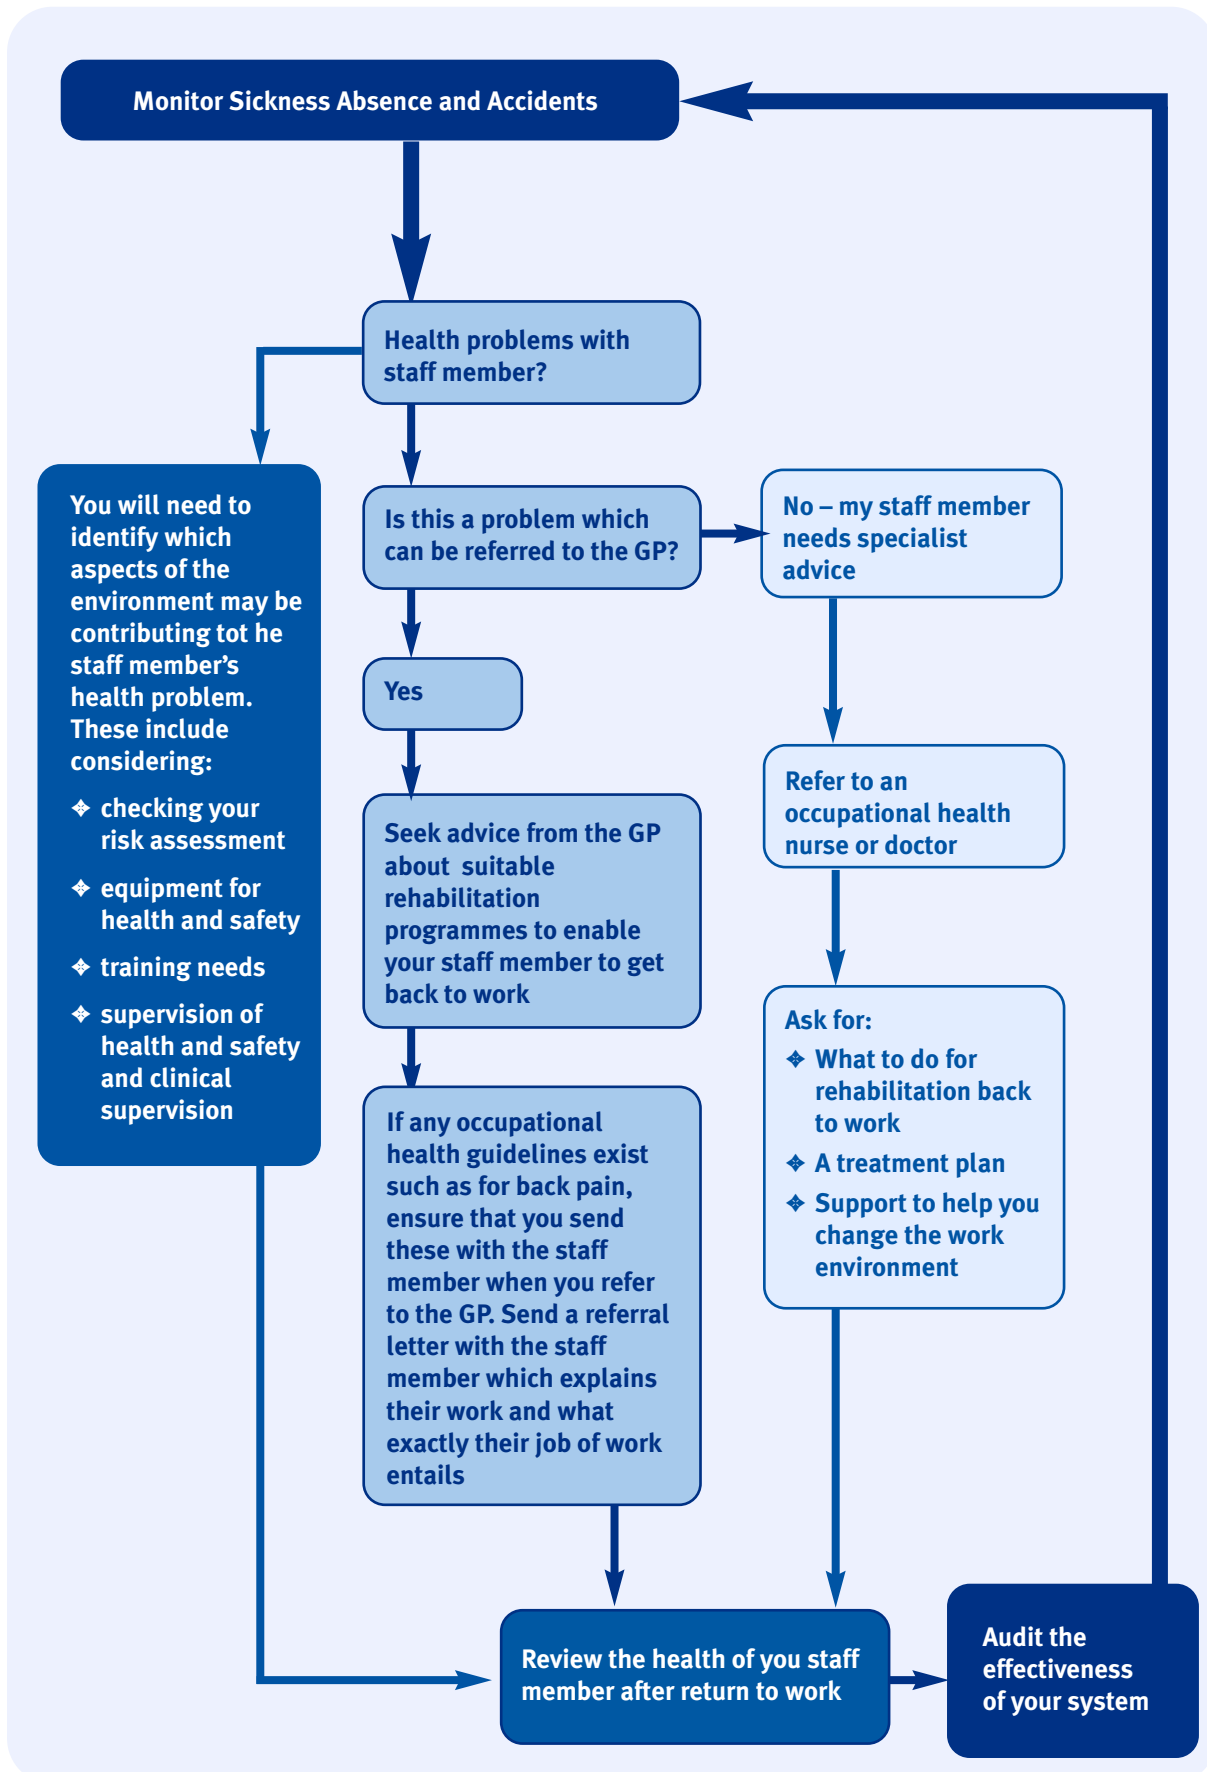 Monitor Sickness Absence and Accidents
Health problems with
staff member?
You will need to
identify which
aspects of the
environment may be
contributing tot he
staff member’s
health problem.
These include
considering:
checking your
risk assessment
equipment for
health and safety
training needs
supervision of
health and safety
and clinical
supervision
Is this a problem which
can be referred to the GP?
No – my staff member
needs specialist
advice
Yes
Refer to an
occupational health
nurse or doctor
Seek advice from the GP
about  suitable
rehabilitation
programmes to enable
your staff member to get
back to work
Ask for:
What to do for
rehabilitation back
to work
A treatment plan
Support to help you
change the work
environment
If any occupational
health guidelines exist
such as for back pain,
ensure that you send
these with the staff
member when you refer
to the GP. Send a referral
letter with the staff
member which explains
their work and what
exactly their job of work
entails
Review the health of you staff
member after return to work
Audit the
effectiveness
of your system